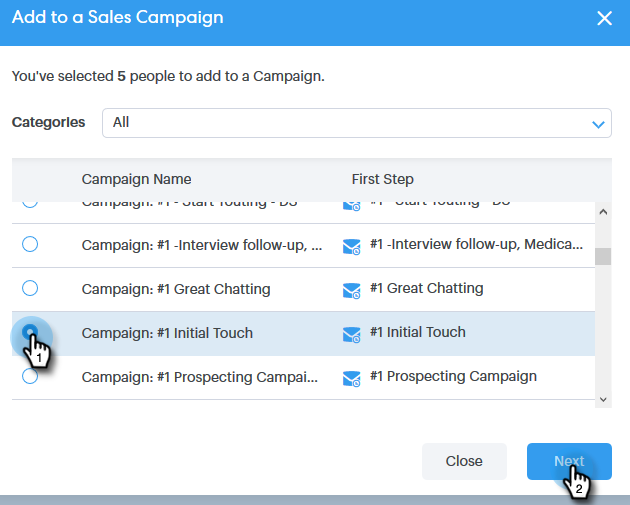 Add to a Sales Campaign
You've selected 5 people to add to a Campaign.
Categories All
Campaign Name First Step
Campaign: #1 - Start Touting - DS #1 - Start Touting - DS
Campaign: #1 -Interview follow-up, ... #1 -Interview follow-up, Medica...
Campaign: #1 Great Chatting #1 Great Chatting
Campaign: #1 Initial Touch #1 Initial Touch
1
Campaign: #1 Prospecting Campai... #1 Prospecting Campaign
Close Next
2